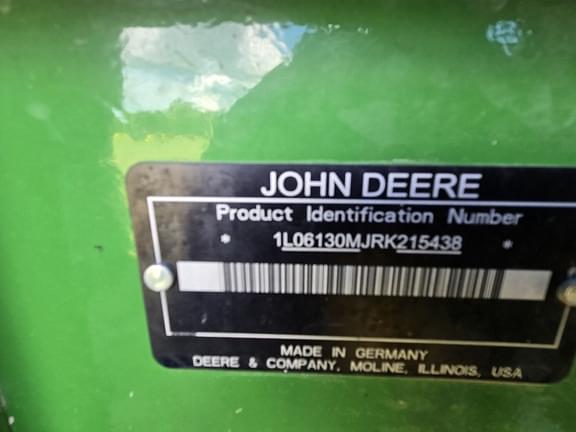 JOHN DEERE
Product Identification Number
* 1L06130MJRK215438 *
MADE IN GERMANY
DEERE & COMPANY, MOLINE, ILLINOIS, USA